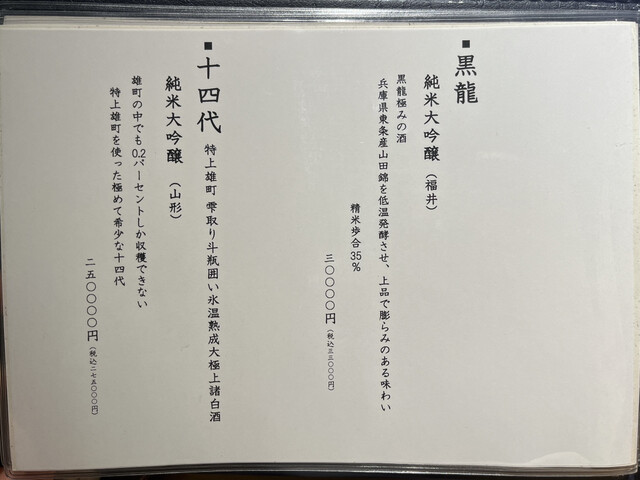 ■黒龍
純米大吟醸（福井）
黒龍極みの酒
兵庫県東条産山田錦を低温発酵させ、上品で膨らみのある味わい
精米歩合35%
三〇〇〇〇円（税込三三〇〇〇円）
■十四代 特上雄町 雫取り斗瓶囲い氷温熟成大極上諸白酒
純米大吟醸（山形）
雄町の中でも0.2パーセントしか収穫できない
特上雄町を使った極めて希少な十四代
二五〇〇〇〇円（税込二七五〇〇〇円）